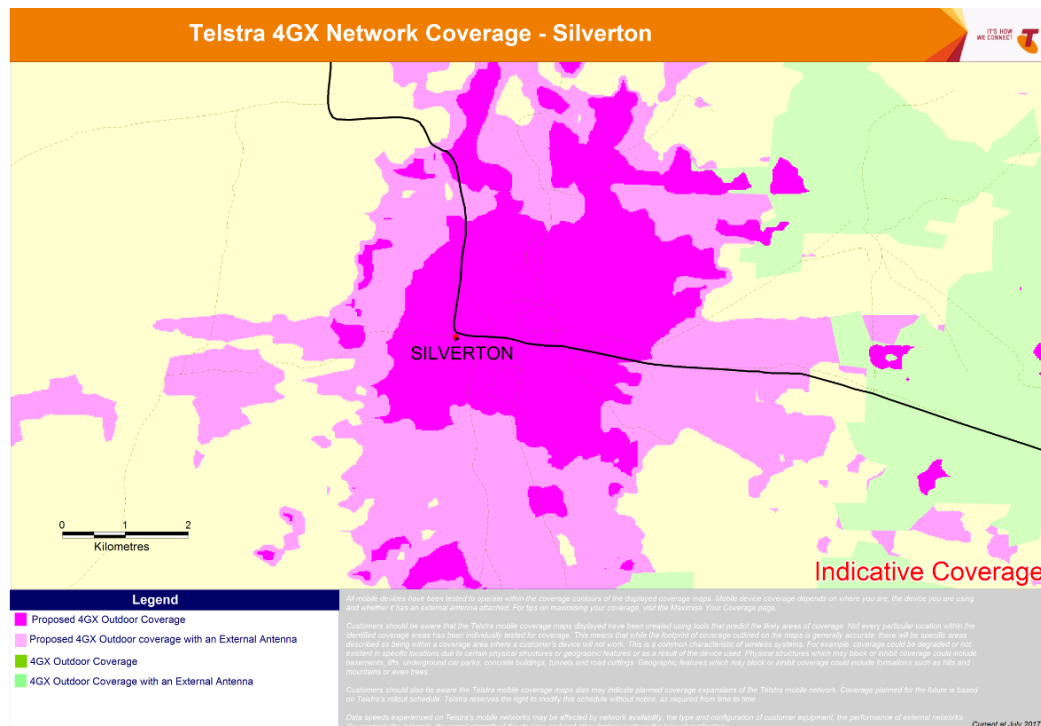 Telstra 4GX Network Coverage - Silverton
IT'S HOW
WE CONNECT
T
SILVERTON
0 1 2
Kilometres
Indicative Coverage
Legend
Proposed 4GX Outdoor Coverage
Proposed 4GX Outdoor coverage with an External Antenna
4GX Outdoor Coverage
4GX Outdoor Coverage with an External Antenna
All mobile devices have been tested to operate within the coverage contours of the displayed coverage maps. Mobile device coverage depends on where you are, the device you are using
and whether it has an external antenna attached. For tips on maximising your coverage, visit the Maximise Your Coverage page.
Customers should be aware that the Telstra mobile coverage maps displayed have been created using tools that predict the likely areas of coverage. Not every particular location within the
identified coverage areas has been individually tested for coverage. This means that while the footprint of coverage outlined on the maps is generally accurate, there will be specific areas
described as being within a coverage area where a customer's device will not work. This is a common characteristic of wireless systems. For example, coverage could be degraded or not
existent in specific locations due to certain physical structures or geographic features or as a result of the device used. Physical structures which may block or inhibit coverage could include
basements, lifts, underground car parks, concrete buildings, tunnels and road cuttings. Geographic features which may block or inhibit coverage could include formations such as hills and
mountains or even trees.
Customers should also be aware the Telstra mobile coverage maps also may indicate planned coverage expansions of the Telstra mobile network. Coverage planned for the future is based
on Telstra's rollout schedule. Telstra reserves the right to modify this schedule without notice, as required from time to time
Data speeds experienced on Telstra's mobile networks may be affected by network availability, the type and configuration of customer equipment, the performance of external networks
Current at July 2017